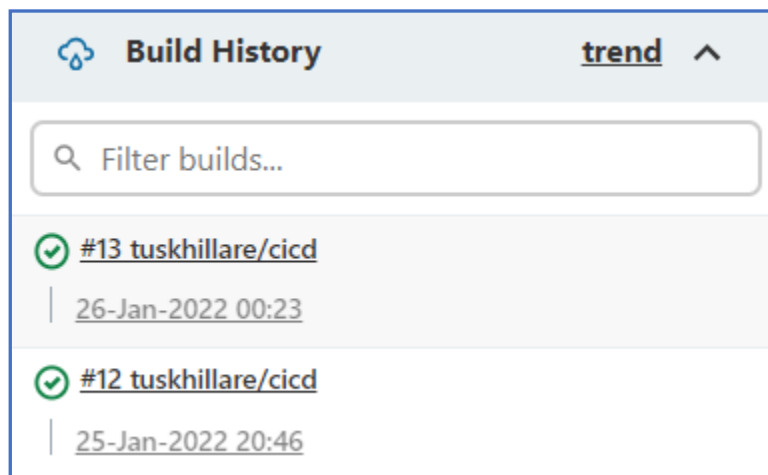 Build History trend
Filter builds...
#13 tuskhillare/cicd
26-Jan-2022 00:23
#12 tuskhillare/cicd
25-Jan-2022 20:46